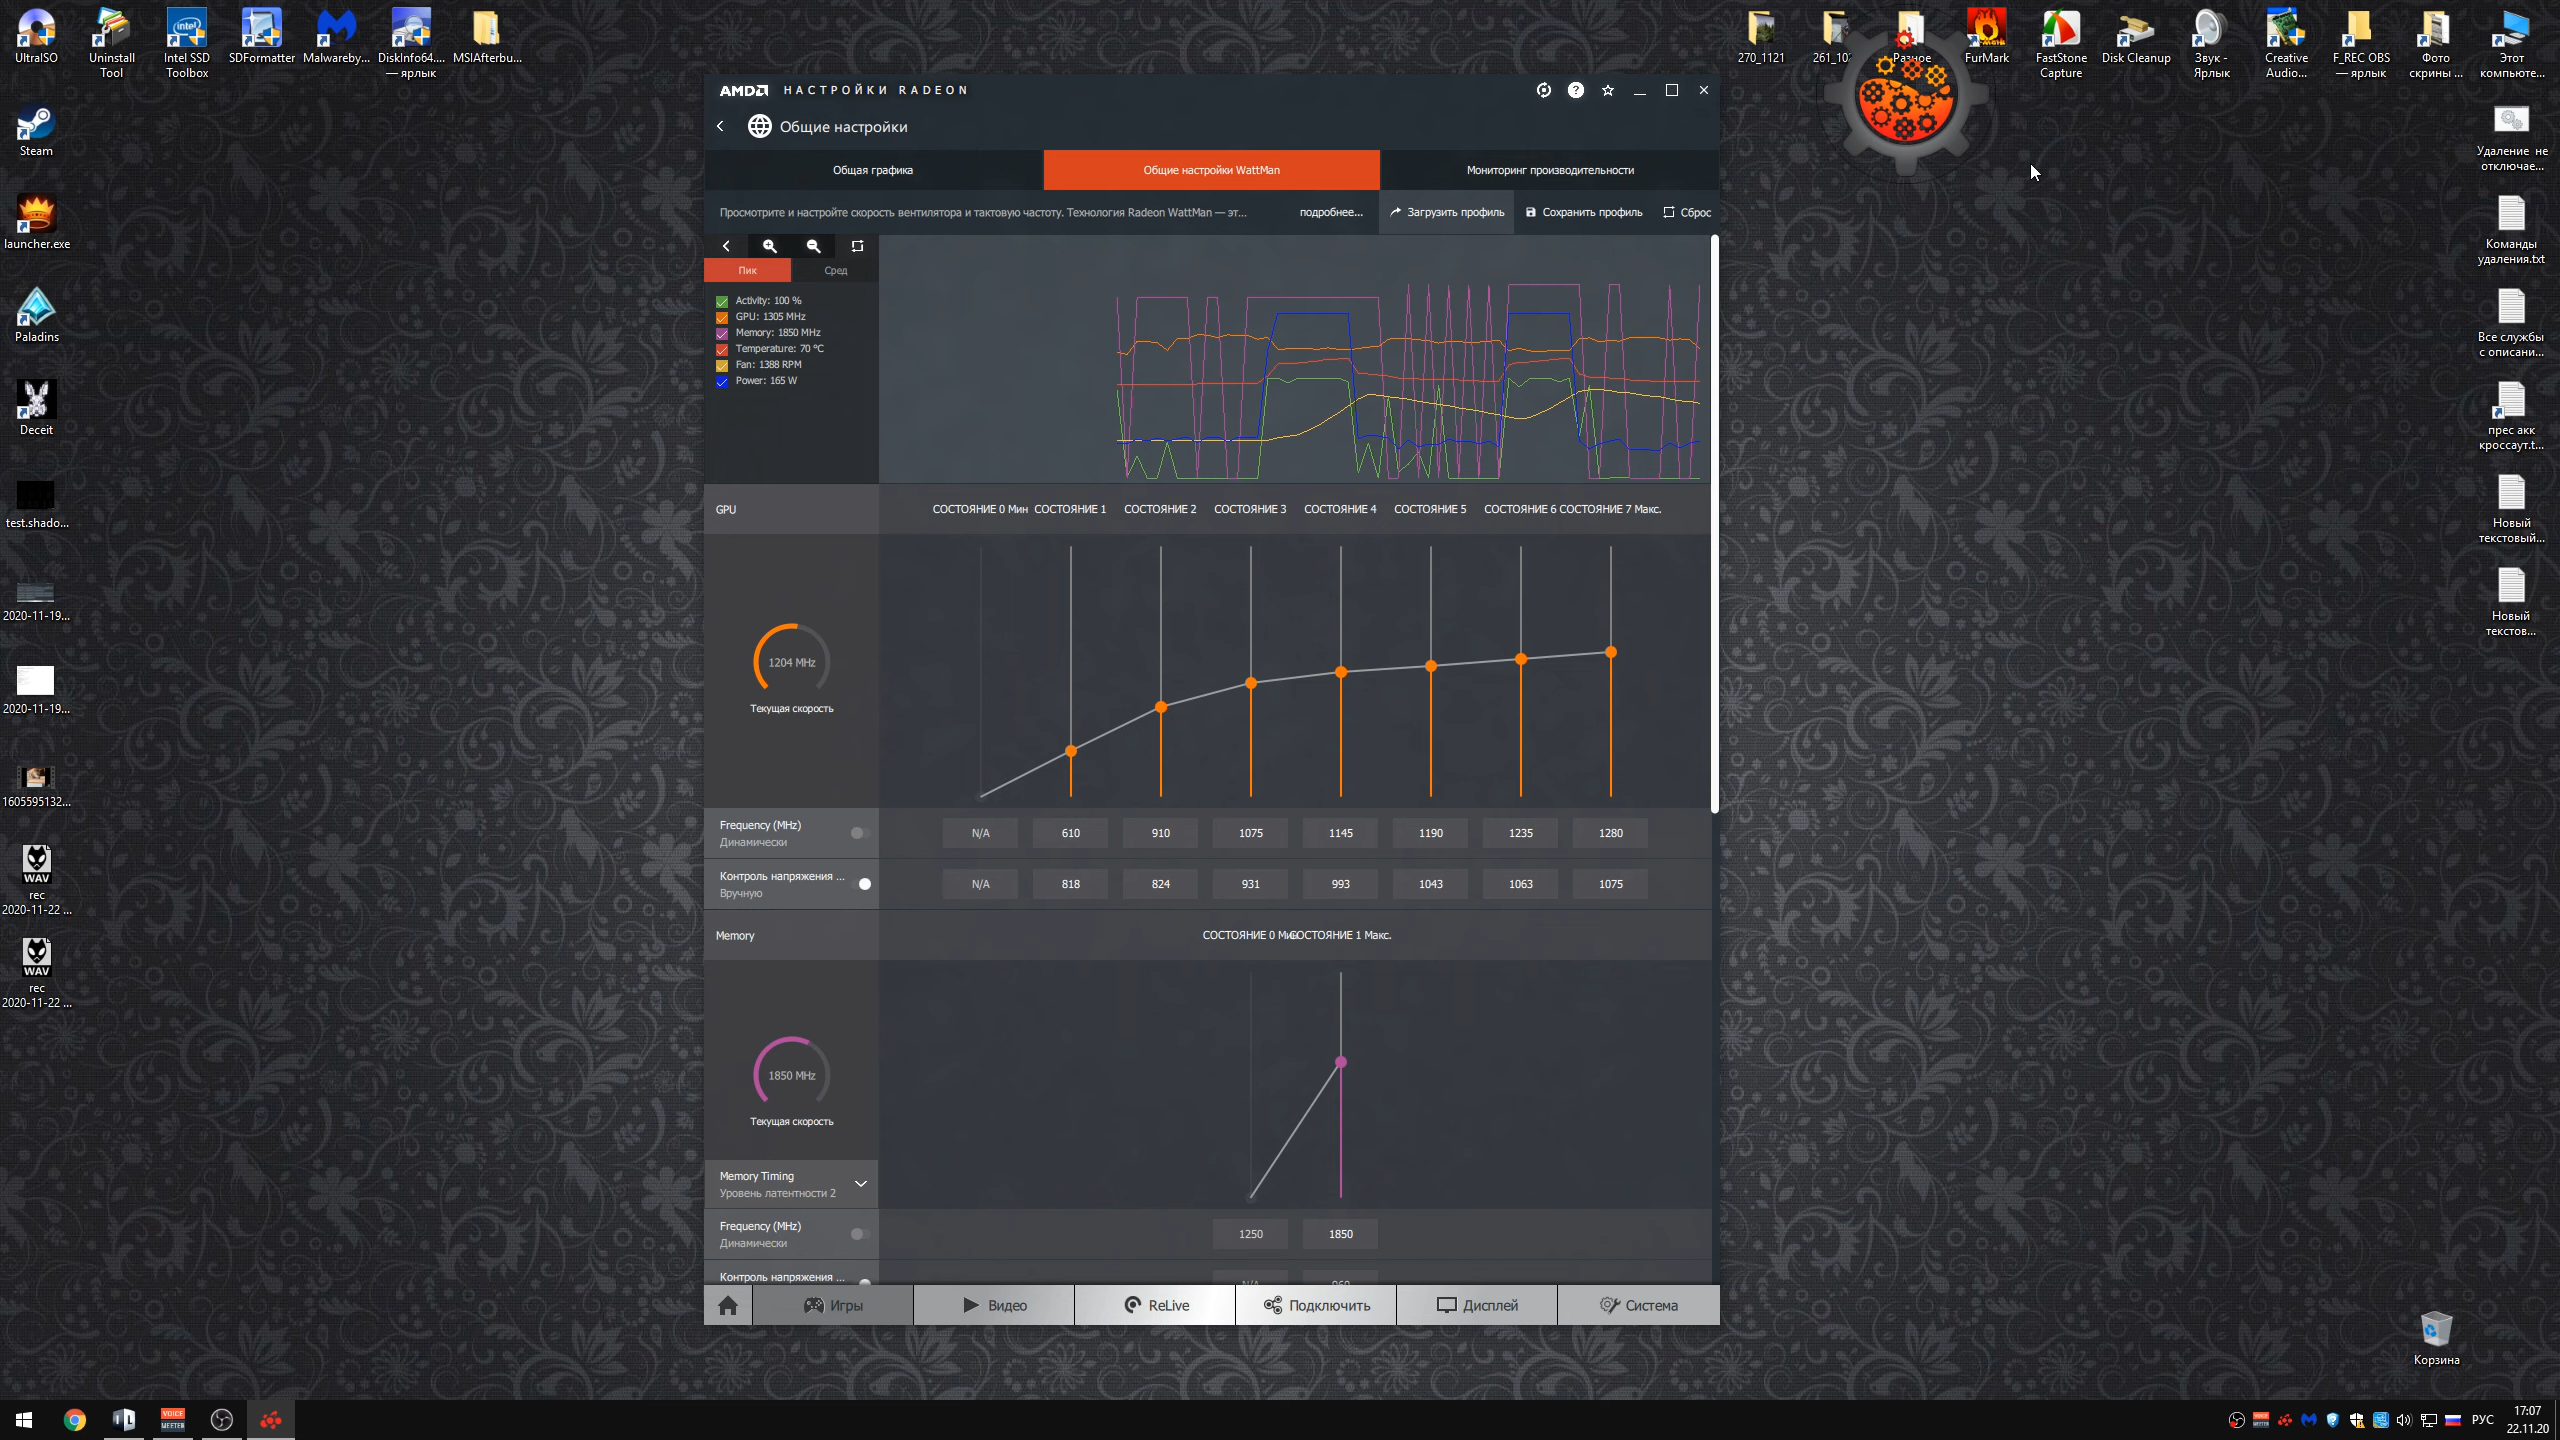 UltraISO
Uninstall
Tool
Intel SSD
Toolbox
SDFormatter
Malwareby...
DiskInfo64....
— ярлык
MSIAfterbu...
270_1121
Разное
FurMark
FastStone
Capture
Disk Cleanup
Звук -
Ярлык
Creative
Audio...
F_REC OBS
— ярлык
Фото
скрины ...
Этот
компьюте...
Steam
launcher.exe
Paladins
Deceit
test.shado...
2020-11-19...
2020-11-19...
1605595132...
WAV
rec
2020-11-22 ...
WAV
rec
2020-11-22 ...
Удаление не
отключае...
Команды
удаления.txt
Все службы
с описани...
прес акк
кроссаут.t...
Новый
текстовый...
Новый
текстов...
Корзина
AMD НАСТРОЙКИ RADEON
Общие настройки
Общая графика
Общие настройки WattMan
Мониторинг производительности
Просмотрите и настройте скорость вентилятора и тактовую частоту. Технология Radeon WattMan — эт...
подробнее...
Загрузить профиль
Сохранить профиль
Сброс
Пик
Сред
Activity: 100 %
GPU: 1305 MHz
Memory: 1850 MHz
Temperature: 70 °C
Fan: 1388 RPM
Power: 165 W
GPU
СОСТОЯНИЕ 0 Мин СОСТОЯНИЕ 1 СОСТОЯНИЕ 2 СОСТОЯНИЕ 3 СОСТОЯНИЕ 4 СОСТОЯНИЕ 5 СОСТОЯНИЕ 6 СОСТОЯНИЕ 7 Макс.
1204 MHz
Текущая скорость
Frequency (MHz)
Динамически
N/A 610 910 1075 1145 1190 1235 1280
Контроль напряжения ...
Вручную
N/A 818 824 931 993 1043 1063 1075
Memory
СОСТОЯНИЕ 0 СОСТОЯНИЕ 1 Макс.
1850 MHz
Текущая скорость
Memory Timing
Уровень латентности 2
Frequency (MHz)
Динамически
1250 1850
Контроль напряжения ...
Игры
Видео
ReLive
Подключить
Дисплей
Система
VOICE
MEETER
РУС
17:07
22.11.20